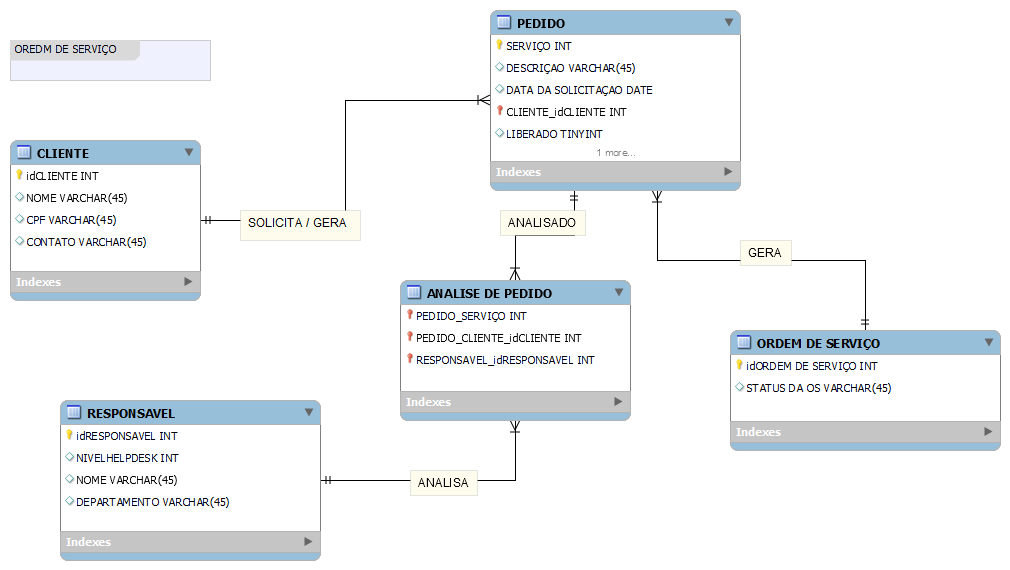 OREDM DE SERVIÇO
PEDIDO
SERVIÇO INT
DESCRIÇAO VARCHAR(45)
DATA DA SOLICITAÇAO DATE
CLIENTE_idCLIENTE INT
LIBERADO TINYINT
1 more...
Indexes
CLIENTE
idCLIENTE INT
NOME VARCHAR(45)
CPF VARCHAR(45)
CONTATO VARCHAR(45)
Indexes
SOLICITA / GERA
ANALISADO
GERA
ANALISE DE PEDIDO
PEDIDO_SERVIÇO INT
PEDIDO_CLIENTE_idCLIENTE INT
RESPONSAVEL_idRESPONSAVEL INT
Indexes
ORDEM DE SERVIÇO
idORDEM DE SERVIÇO INT
STATUS DA OS VARCHAR(45)
Indexes
RESPONSAVEL
idRESPONSAVEL INT
NIVELHELPDESK INT
NOME VARCHAR(45)
DEPARTAMENTO VARCHAR(45)
Indexes
ANALISA